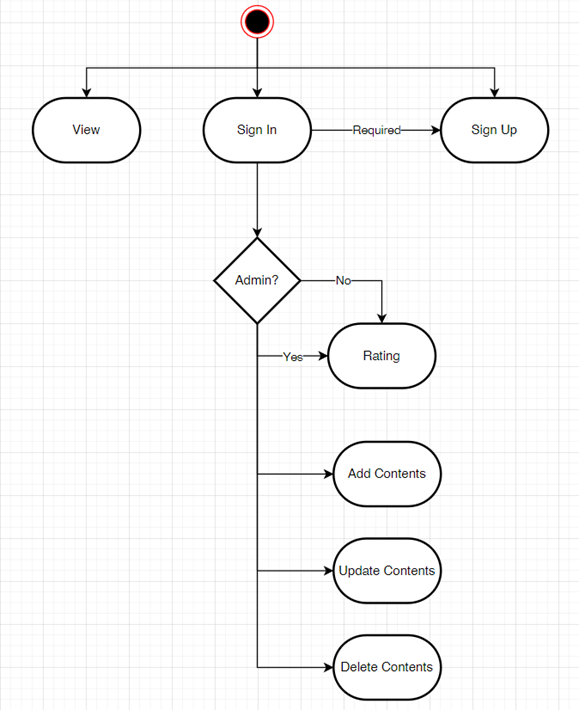 View
Sign In
Required
Sign Up
Admin?
No
Yes
Rating
Add Contents
Update Contents
Delete Contents